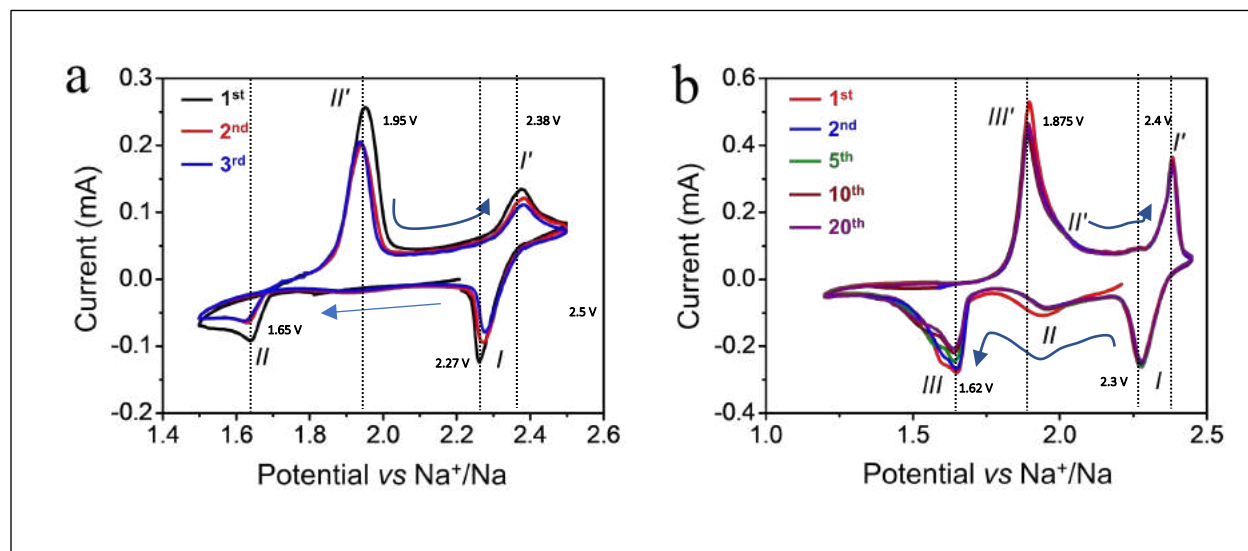 a
0.3
0.2
0.1
0.0
-0.1
-0.2
Current (mA)
1st
2nd
3rd
II'
1.95 V
2.38 V
I'
1.65 V
II
2.27 V
I
2.5 V
1.4 1.6 1.8 2.0 2.2 2.4 2.6
Potential vs Na+/Na
b
0.6
0.4
0.2
0.0
-0.2
-0.4
Current (mA)
1st
2nd
5th
10th
20th
III'
1.875 V
2.4 V
I'
II'
II
III
1.62 V
2.3 V
I
1.0 1.5 2.0 2.5
Potential vs Na+/Na